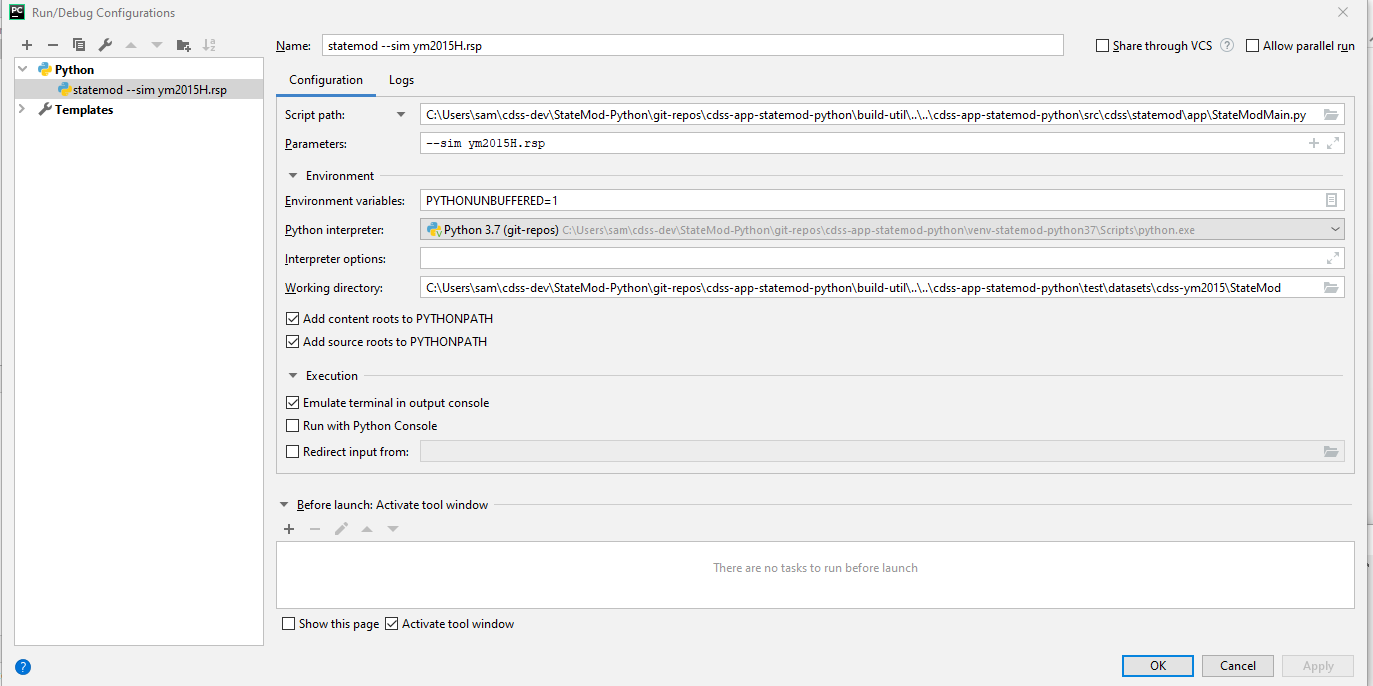 PC Run/Debug Configurations
Name: statemod --sim ym2015H.rsp Share through VCS ? Allow parallel run
Python
statemod --sim ym2015H.rsp
Templates
Configuration Logs
Script path: C:\Users\sam\cdss-dev\StateMod-Python\git-repos\cdss-app-statemod-python\build-util\..\..\cdss-app-statemod-python\src\cdss\statemod\app\StateModMain.py
Parameters: --sim ym2015H.rsp
Environment
Environment variables: PYTHONUNBUFFERED=1
Python interpreter: Python 3.7 (git-repos) C:\Users\sam\cdss-dev\StateMod-Python\git-repos\cdss-app-statemod-python\venv-statemod-python37\Scripts\python.exe
Interpreter options:
Working directory: C:\Users\sam\cdss-dev\StateMod-Python\git-repos\cdss-app-statemod-python\build-util\..\..\cdss-app-statemod-python\test\datasets\cdss-ym2015\StateMod
Add content roots to PYTHONPATH
Add source roots to PYTHONPATH
Execution
Emulate terminal in output console
Run with Python Console
Redirect input from:
Before launch: Activate tool window
There are no tasks to run before launch
Show this page Activate tool window
? OK Cancel Apply